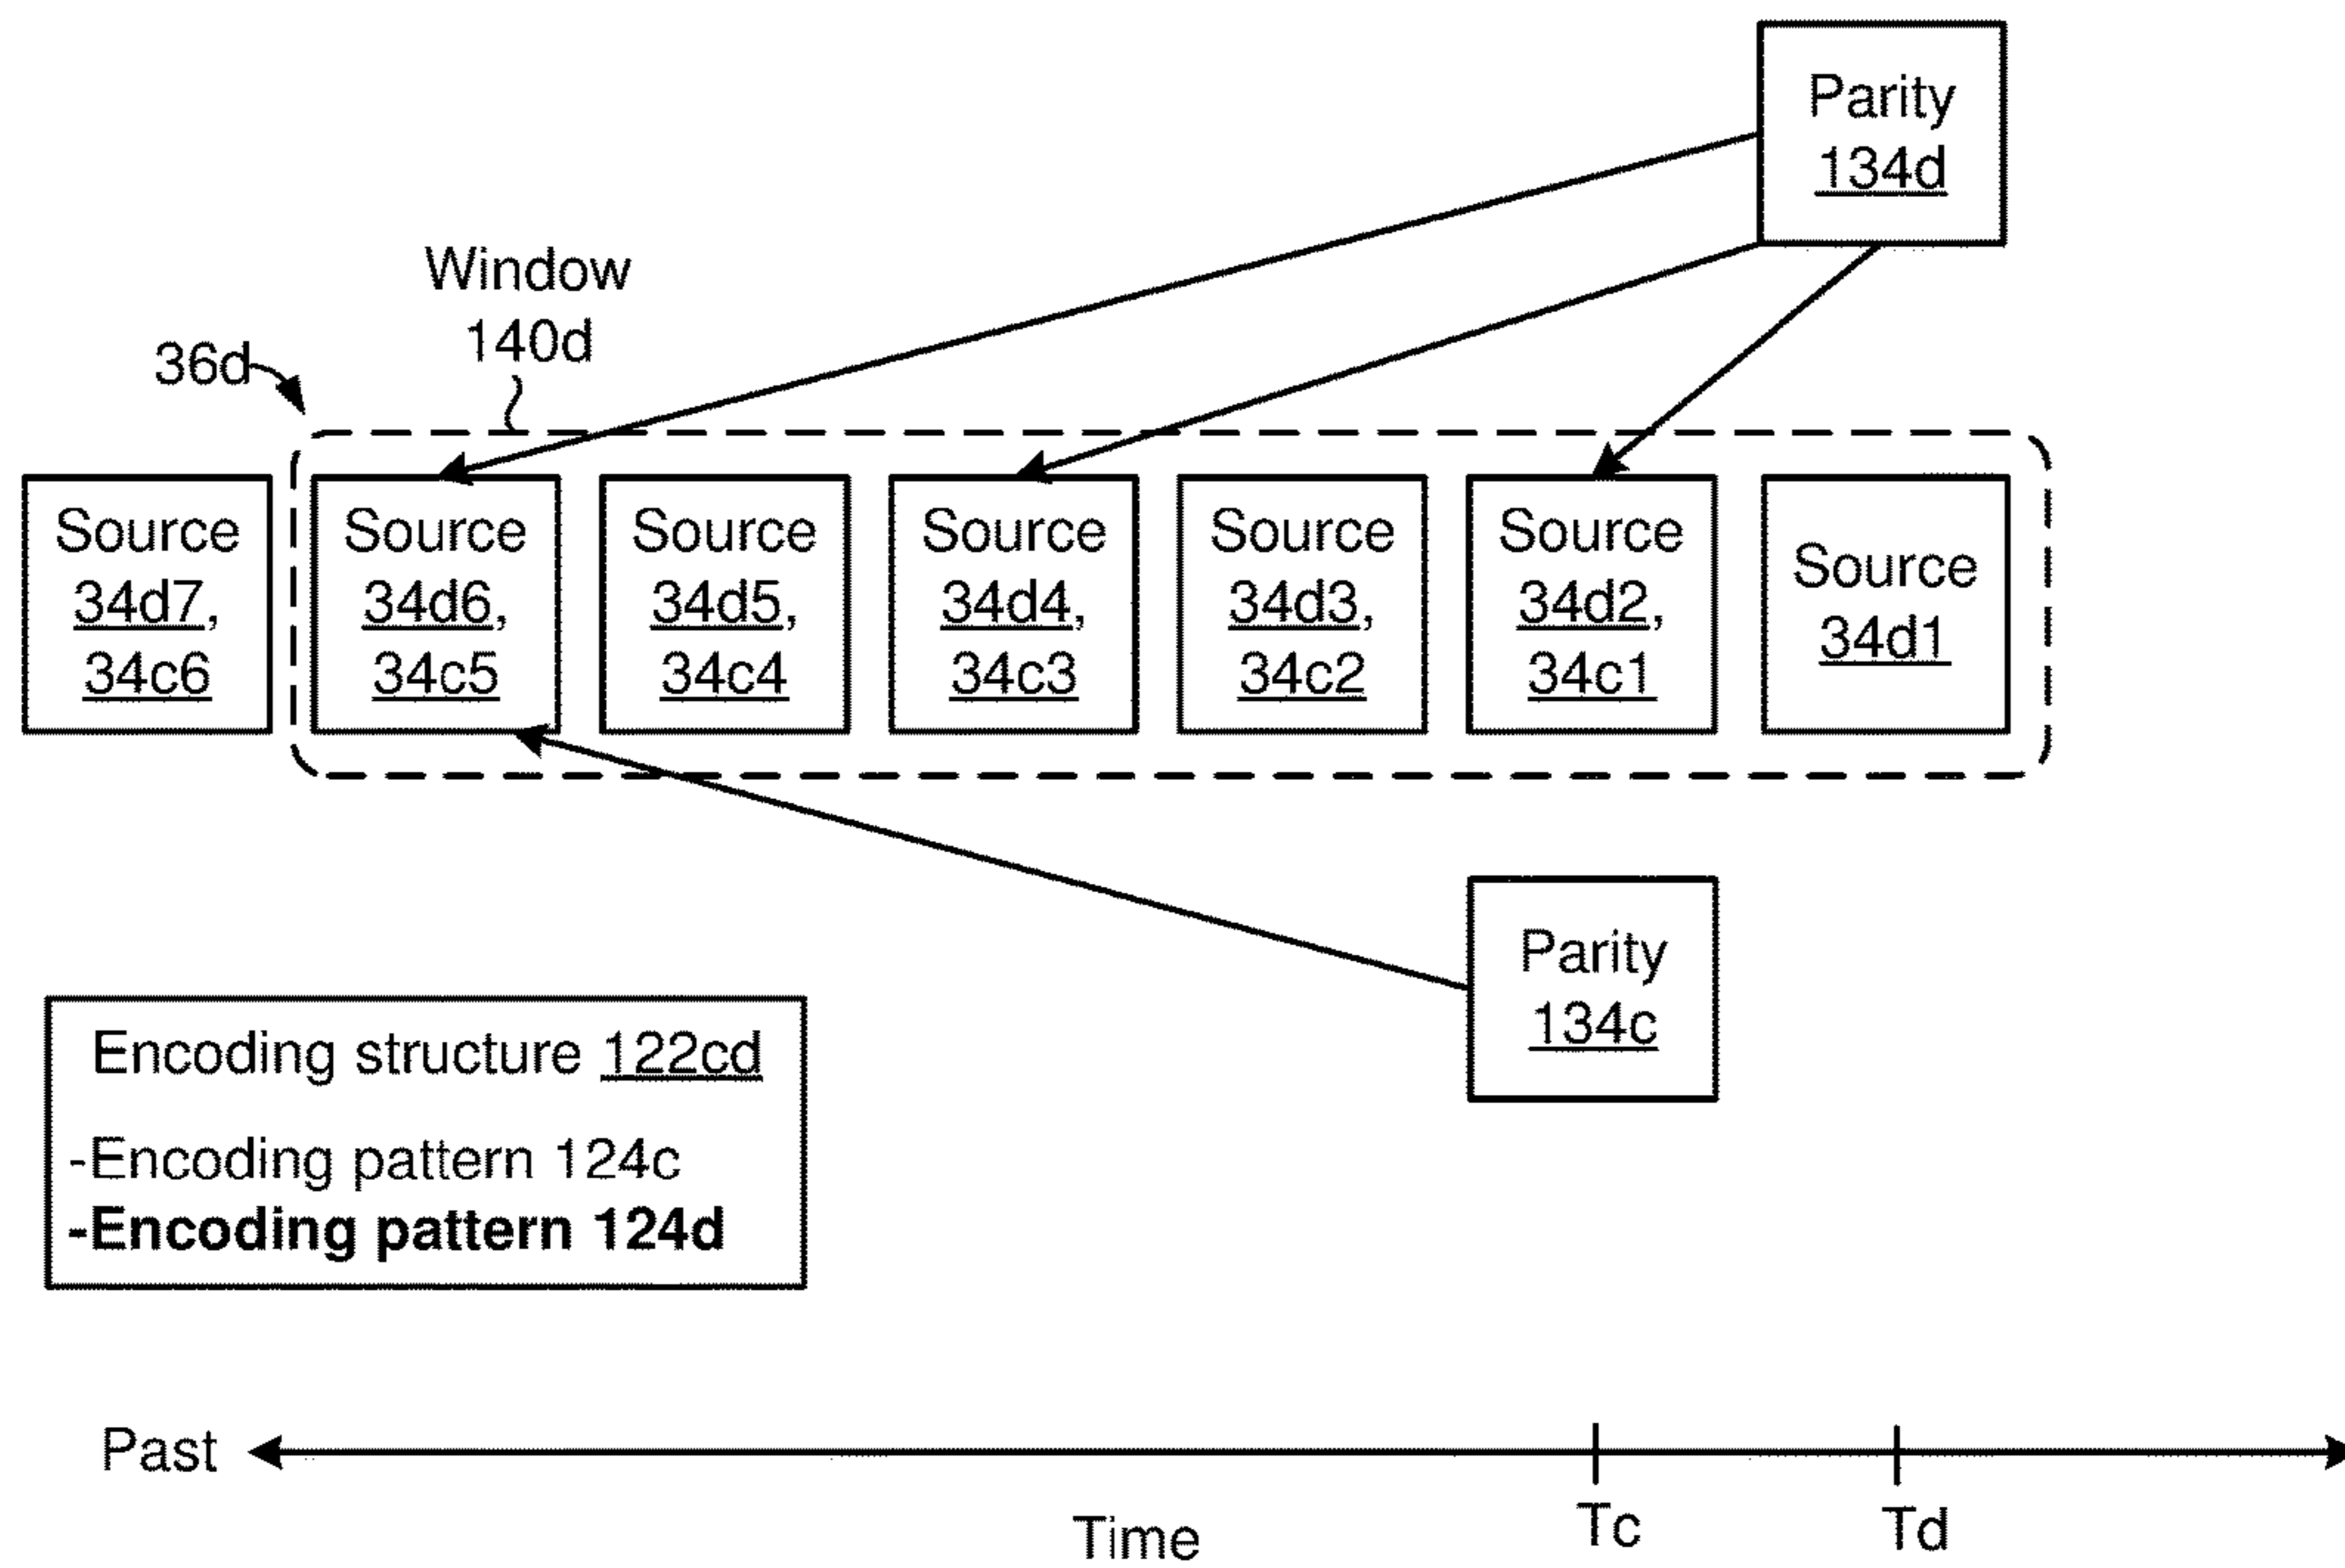 Parity
134d
Window
140d
36d
Source
34d7,
34c6
Source
34d6,
34c5
Source
34d5,
34c4
Source
34d4,
34c3
Source
34d3,
34c2
Source
34d2,
34c1
Source
34d1
Parity
134c
Encoding structure 122cd
-Encoding pattern 124c
-Encoding pattern 124d
Past
Time
Tc
Td